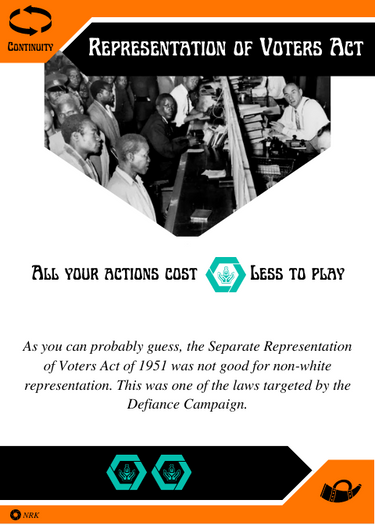 Continuity
Representation of Voters Act
All your actions cost Less to play
As you can probably guess, the Separate Representation
of Voters Act of 1951 was not good for non-white
representation. This was one of the laws targeted by the
Defiance Campaign.
NRK